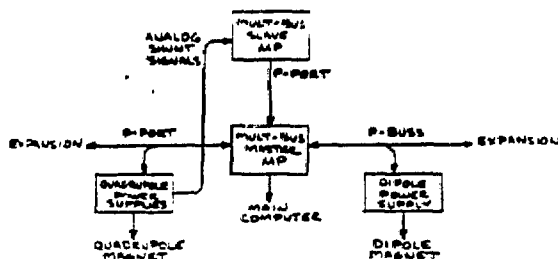 ANALOG
SHUNT
SIGNALS
MULTI-BUS
SLAVE
MP
P-PORT
EXPANSION
P-PORT
MULTI-BUS
MASTER
MP
P-BUSS
EXPANSION
QUADRUPOLE
POWER
SUPPLIES
MAIN
COMPUTER
DIPOLE
POWER
SUPPLY
QUADRUPOLE
MAGNET
DIPOLE
MAGNET